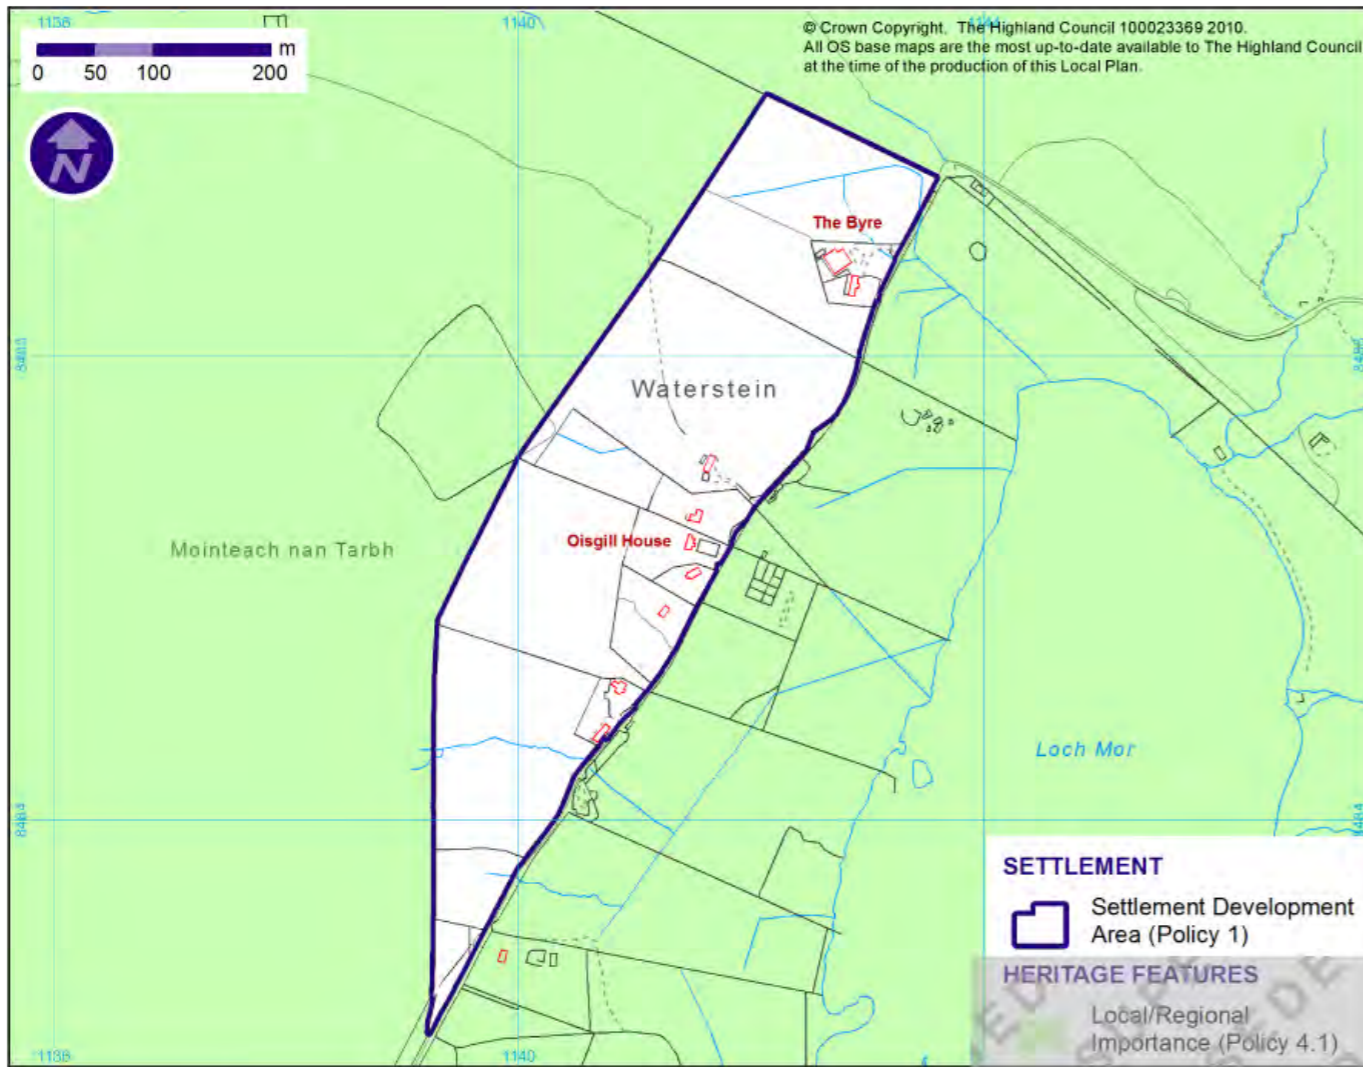 1138
1140
1144
m
0 50 100 200
© Crown Copyright. The Highland Council 100023369 2010.
All OS base maps are the most up-to-date available to The Highland Council
at the time of the production of this Local Plan.
N
The Byre
Waterstein
Oisgill House
Mointeach nan Tarbh
Loch Mor
8484
8484
SETTLEMENT
Settlement Development
Area (Policy 1)
HERITAGE FEATURES
Local/Regional
Importance (Policy 4.1)
1138
1140